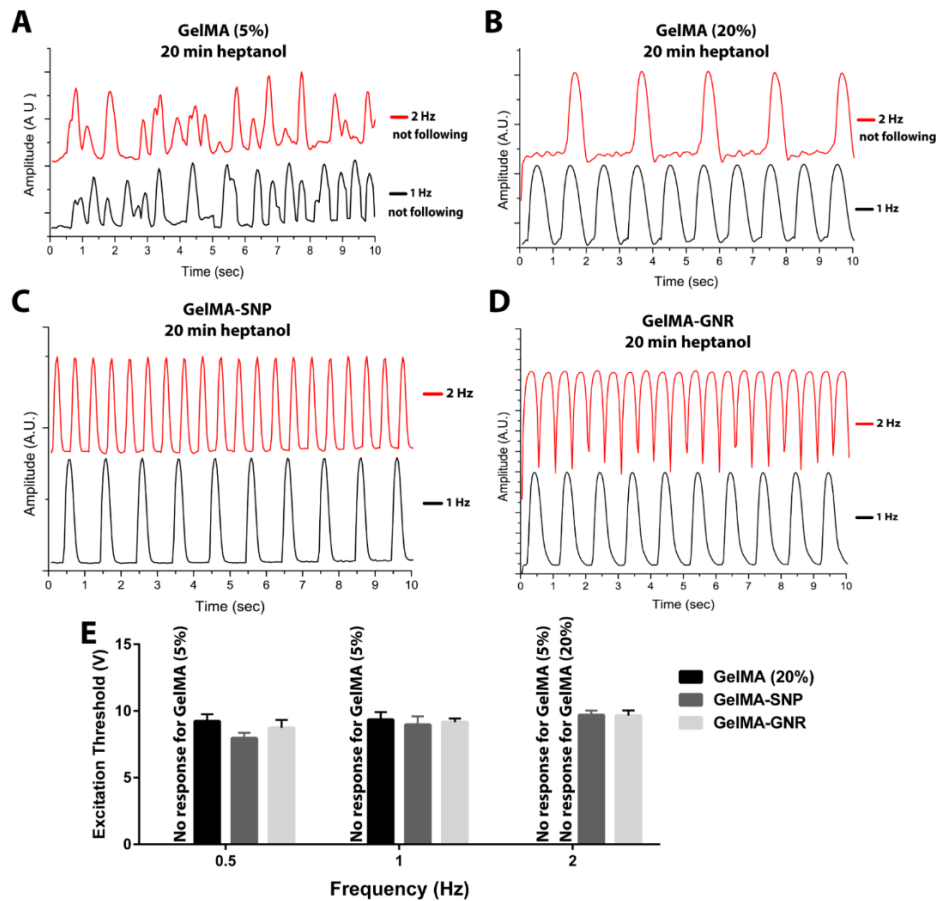 A
GelMA (5%)
20 min heptanol
Amplitude (A U )
2 Hz
not following
1 Hz
not following
0 1 2 3 4 5 6 7 8 9 10
Time (sec)
B
GelMA (20%)
20 min heptanol
Amplitude (A.U.)
2 Hz
not following
1 Hz
0 1 2 3 4 5 6 7 8 9 10
Time (sec)
C
GelMA-SNP
20 min heptanol
Amplitude (A.U.)
2 Hz
1 Hz
0 1 2 3 4 5 6 7 8 9 10
Time (sec)
D
GelMA-GNR
20 min heptanol
Amplitude (A.U.)
2 Hz
1 Hz
0 1 2 3 4 5 6 7 8 9 10
Time (sec)
E
Excitation Threshold (V)
15
10
5
0
No response for GelMA (5%)
No response for GelMA (5%)
No response for GelMA (5%)
No response for GelMA (20%)
GelMA (20%)
GelMA-SNP
GelMA-GNR
0.5 1 2
Frequency (Hz)